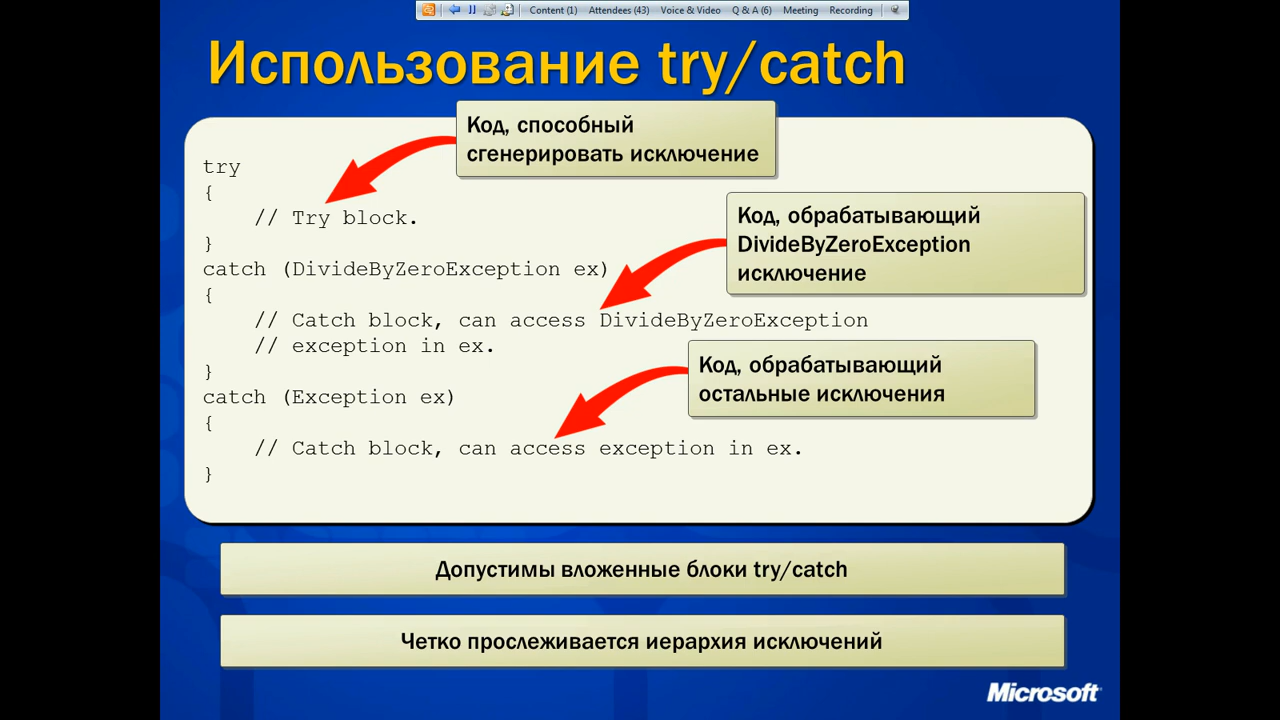 Content (1) Attendees (43) Voice & Video Q & A (6) Meeting Recording
Использование try/catch
Код, способный
сгенерировать исключение
try
{
// Try block.
}
Код, обрабатывающий
DivideByZeroException
исключение
catch (DivideByZeroException ex)
{
// Catch block, can access DivideByZeroException
// exception in ex.
}
Код, обрабатывающий
остальные исключения
catch (Exception ex)
{
// Catch block, can access exception in ex.
}
Допустимы вложенные блоки try/catch
Четко прослеживается иерархия исключений
Microsoft